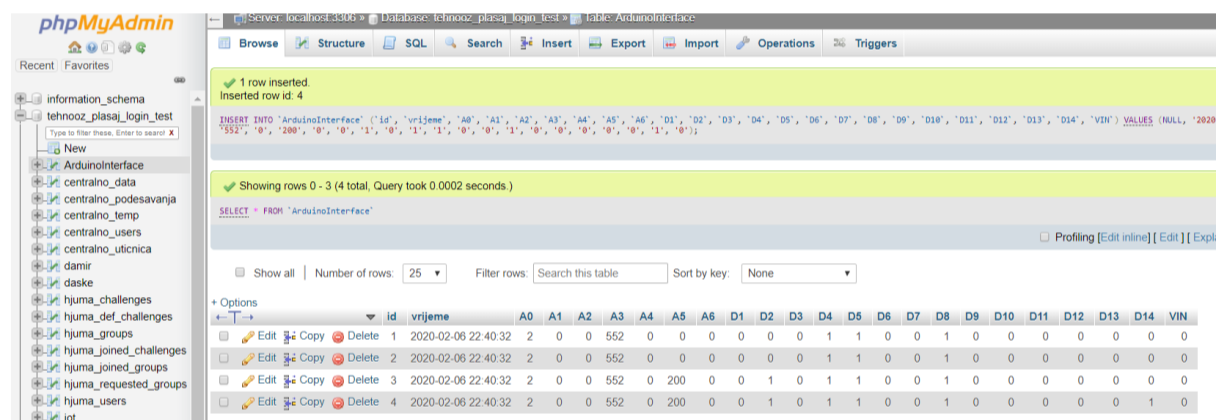 phpMyAdmin
Recent Favorites
information_schema
tehnooz_plasaj_login_test
Type to filter these, Enter to search X
New
ArduinoInterface
centralno_data
centralno_podesavanja
centralno_temp
centralno_users
centralno_uticnica
damir
daske
hjuma_challenges
hjuma_def_challenges
hjuma_groups
hjuma_joined_challenges
hjuma_joined_groups
hjuma_requested_groups
hjuma_users
iot
Server: localhost:3306 » Database: tehnooz_plasaj_login_test » Table: ArduinoInterface
Browse Structure SQL Search Insert Export Import Operations Triggers
1 row inserted.
Inserted row id: 4
INSERT INTO `ArduinoInterface` (`id`, `vrijeme`, `A0`, `A1`, `A2`, `A3`, `A4`, `A5`, `A6`, `D1`, `D2`, `D3`, `D4`, `D5`, `D6`, `D7`, `D8`, `D9`, `D10`, `D11`, `D12`, `D13`, `D14`, `VIN`) VALUES (NULL, '2020
'552', '0', '200', '0', '0', '1', '0', '1', '1', '0', '0', '1', '0', '0', '0', '0', '0', '1', '0');
Showing rows 0 - 3 (4 total, Query took 0.0002 seconds.)
SELECT * FROM `ArduinoInterface`
Profiling [Edit inline] [ Edit ] [ Expla
Show all | Number of rows: 25 Filter rows: Search this table Sort by key: None
+ Options
←T→ id vrijeme A0 A1 A2 A3 A4 A5 A6 D1 D2 D3 D4 D5 D6 D7 D8 D9 D10 D11 D12 D13 D14 VIN
Edit Copy Delete 1 2020-02-06 22:40:32 2 0 0 552 0 0 0 0 0 0 1 1 0 0 1 0 0 0 0 0 0 0
Edit Copy Delete 2 2020-02-06 22:40:32 2 0 0 552 0 0 0 0 0 0 1 1 0 0 1 0 0 0 0 0 0 0
Edit Copy Delete 3 2020-02-06 22:40:32 2 0 0 552 0 200 0 0 1 0 1 1 0 0 1 0 0 0 0 0 0 0
Edit Copy Delete 4 2020-02-06 22:40:32 2 0 0 552 0 200 0 0 1 0 1 1 0 0 1 0 0 0 0 0 1 0